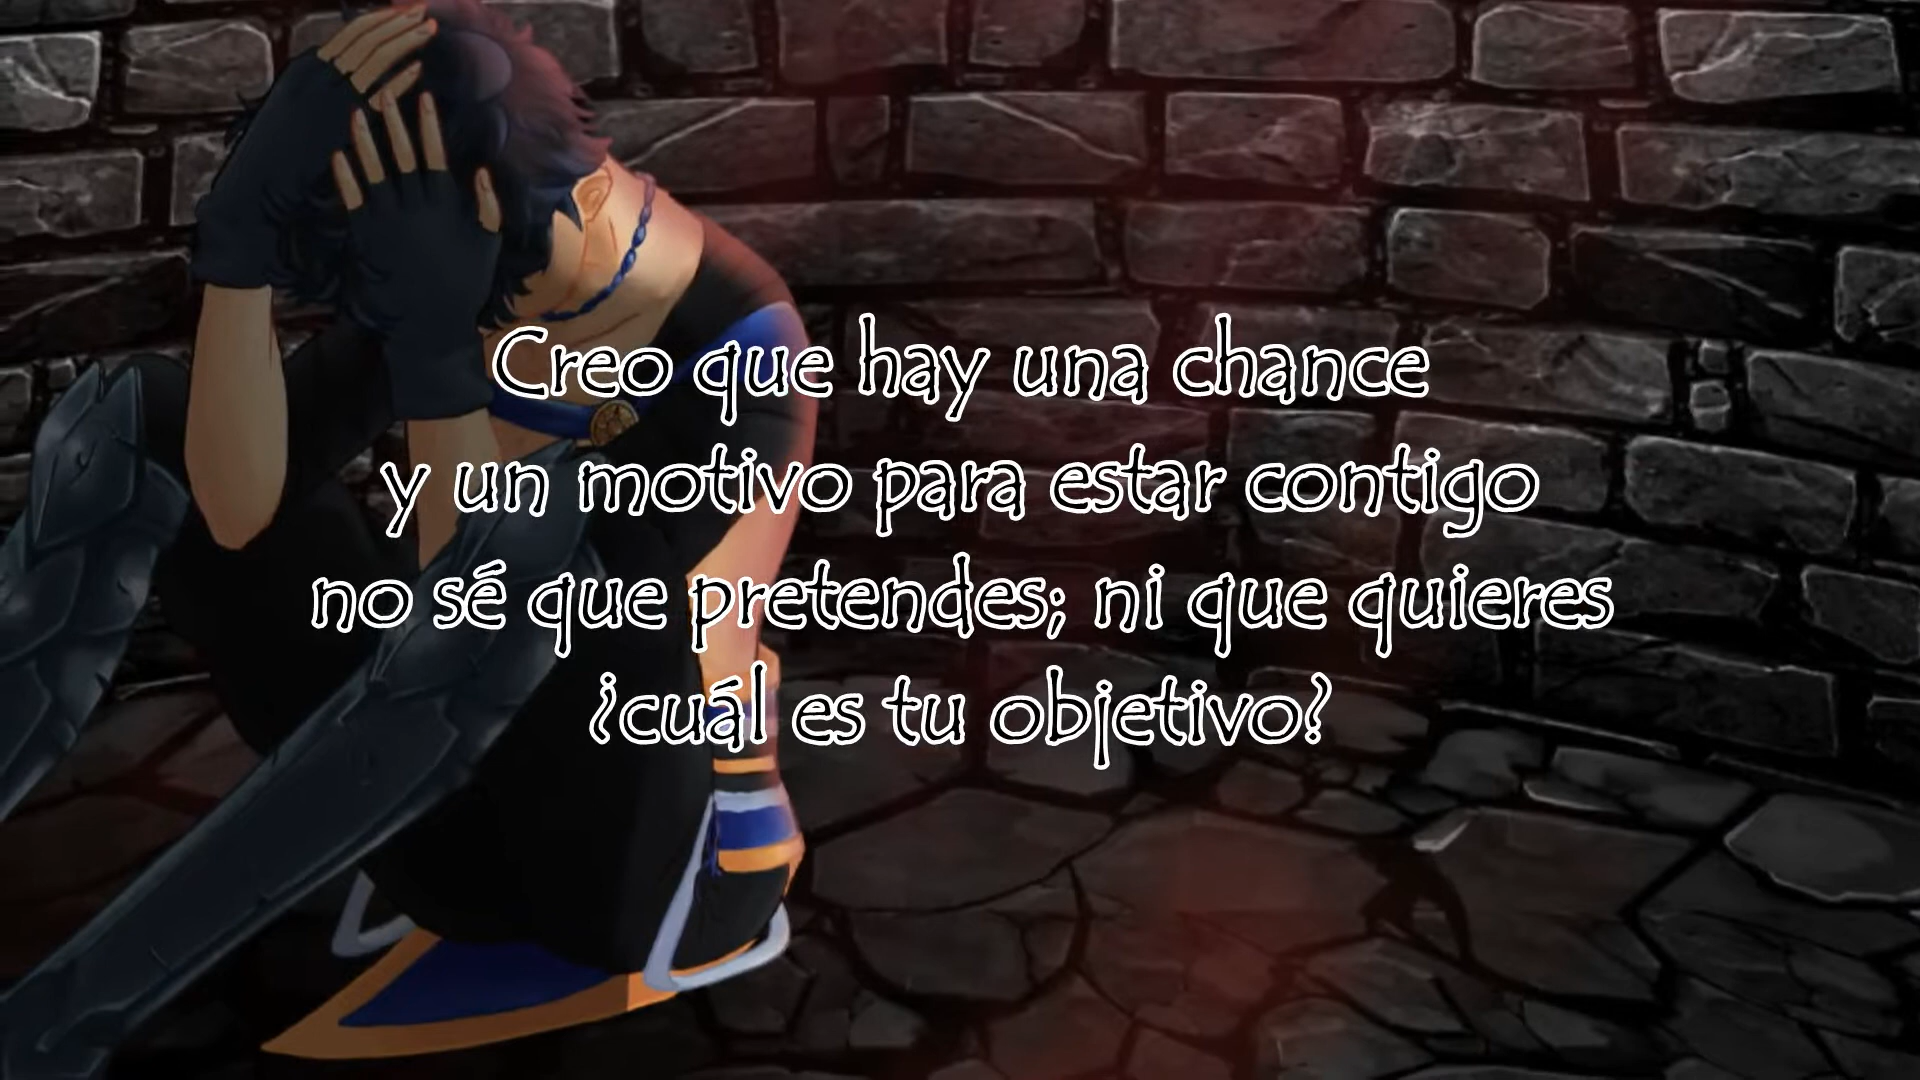 Creo que hay una chance
y un motivo para estar contigo
no sé que pretendes; ni que quieres
¿cuál es tu objetivo?